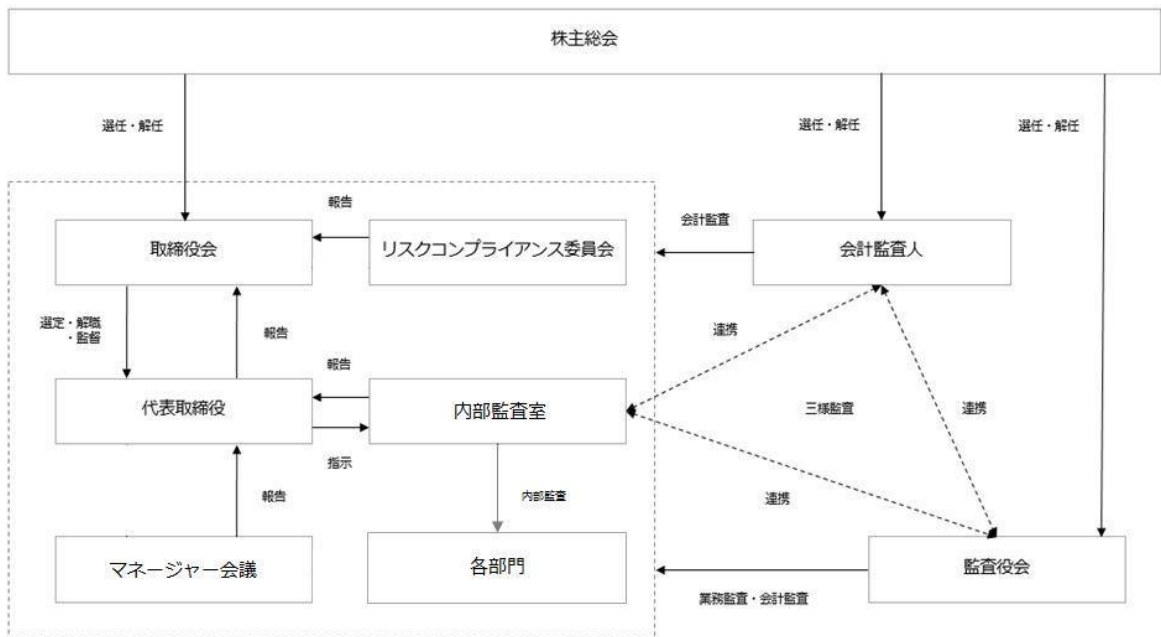 株主総会
選任・解任
選任・解任
選任・解任
報告
会計監査
取締役会
リスクコンプライアンス委員会
会計監査人
選定・解職
・監督
報告
連携
報告
代表取締役
内部監査室
三様監査
連携
指示
報告
内部監査
連携
マネージャー会議
各部門
監査役会
業務監査・会計監査